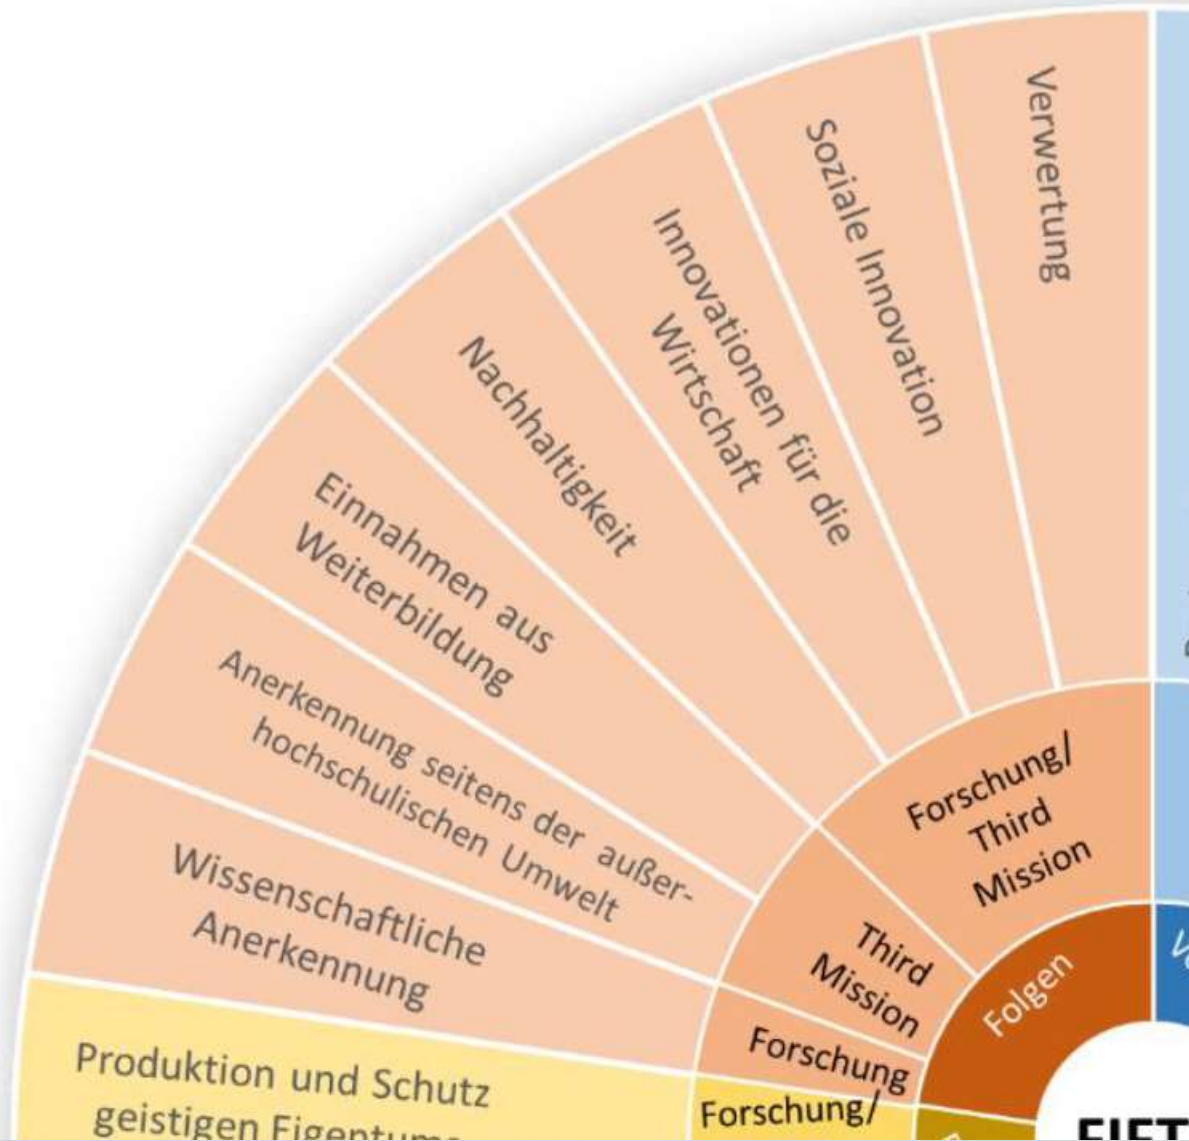 Verwertung
Soziale Innovation
Innovationen für die
Wirtschaft
Nachhaltigkeit
Einnahmen aus
Weiterbildung
Anerkennung seitens der außer-
hochschulischen Umwelt
Wissenschaftliche
Anerkennung
Produktion und Schutz
geistigen
Forschung/
Third
Mission
Third
Mission
Forschung
Forschung/
Folgen